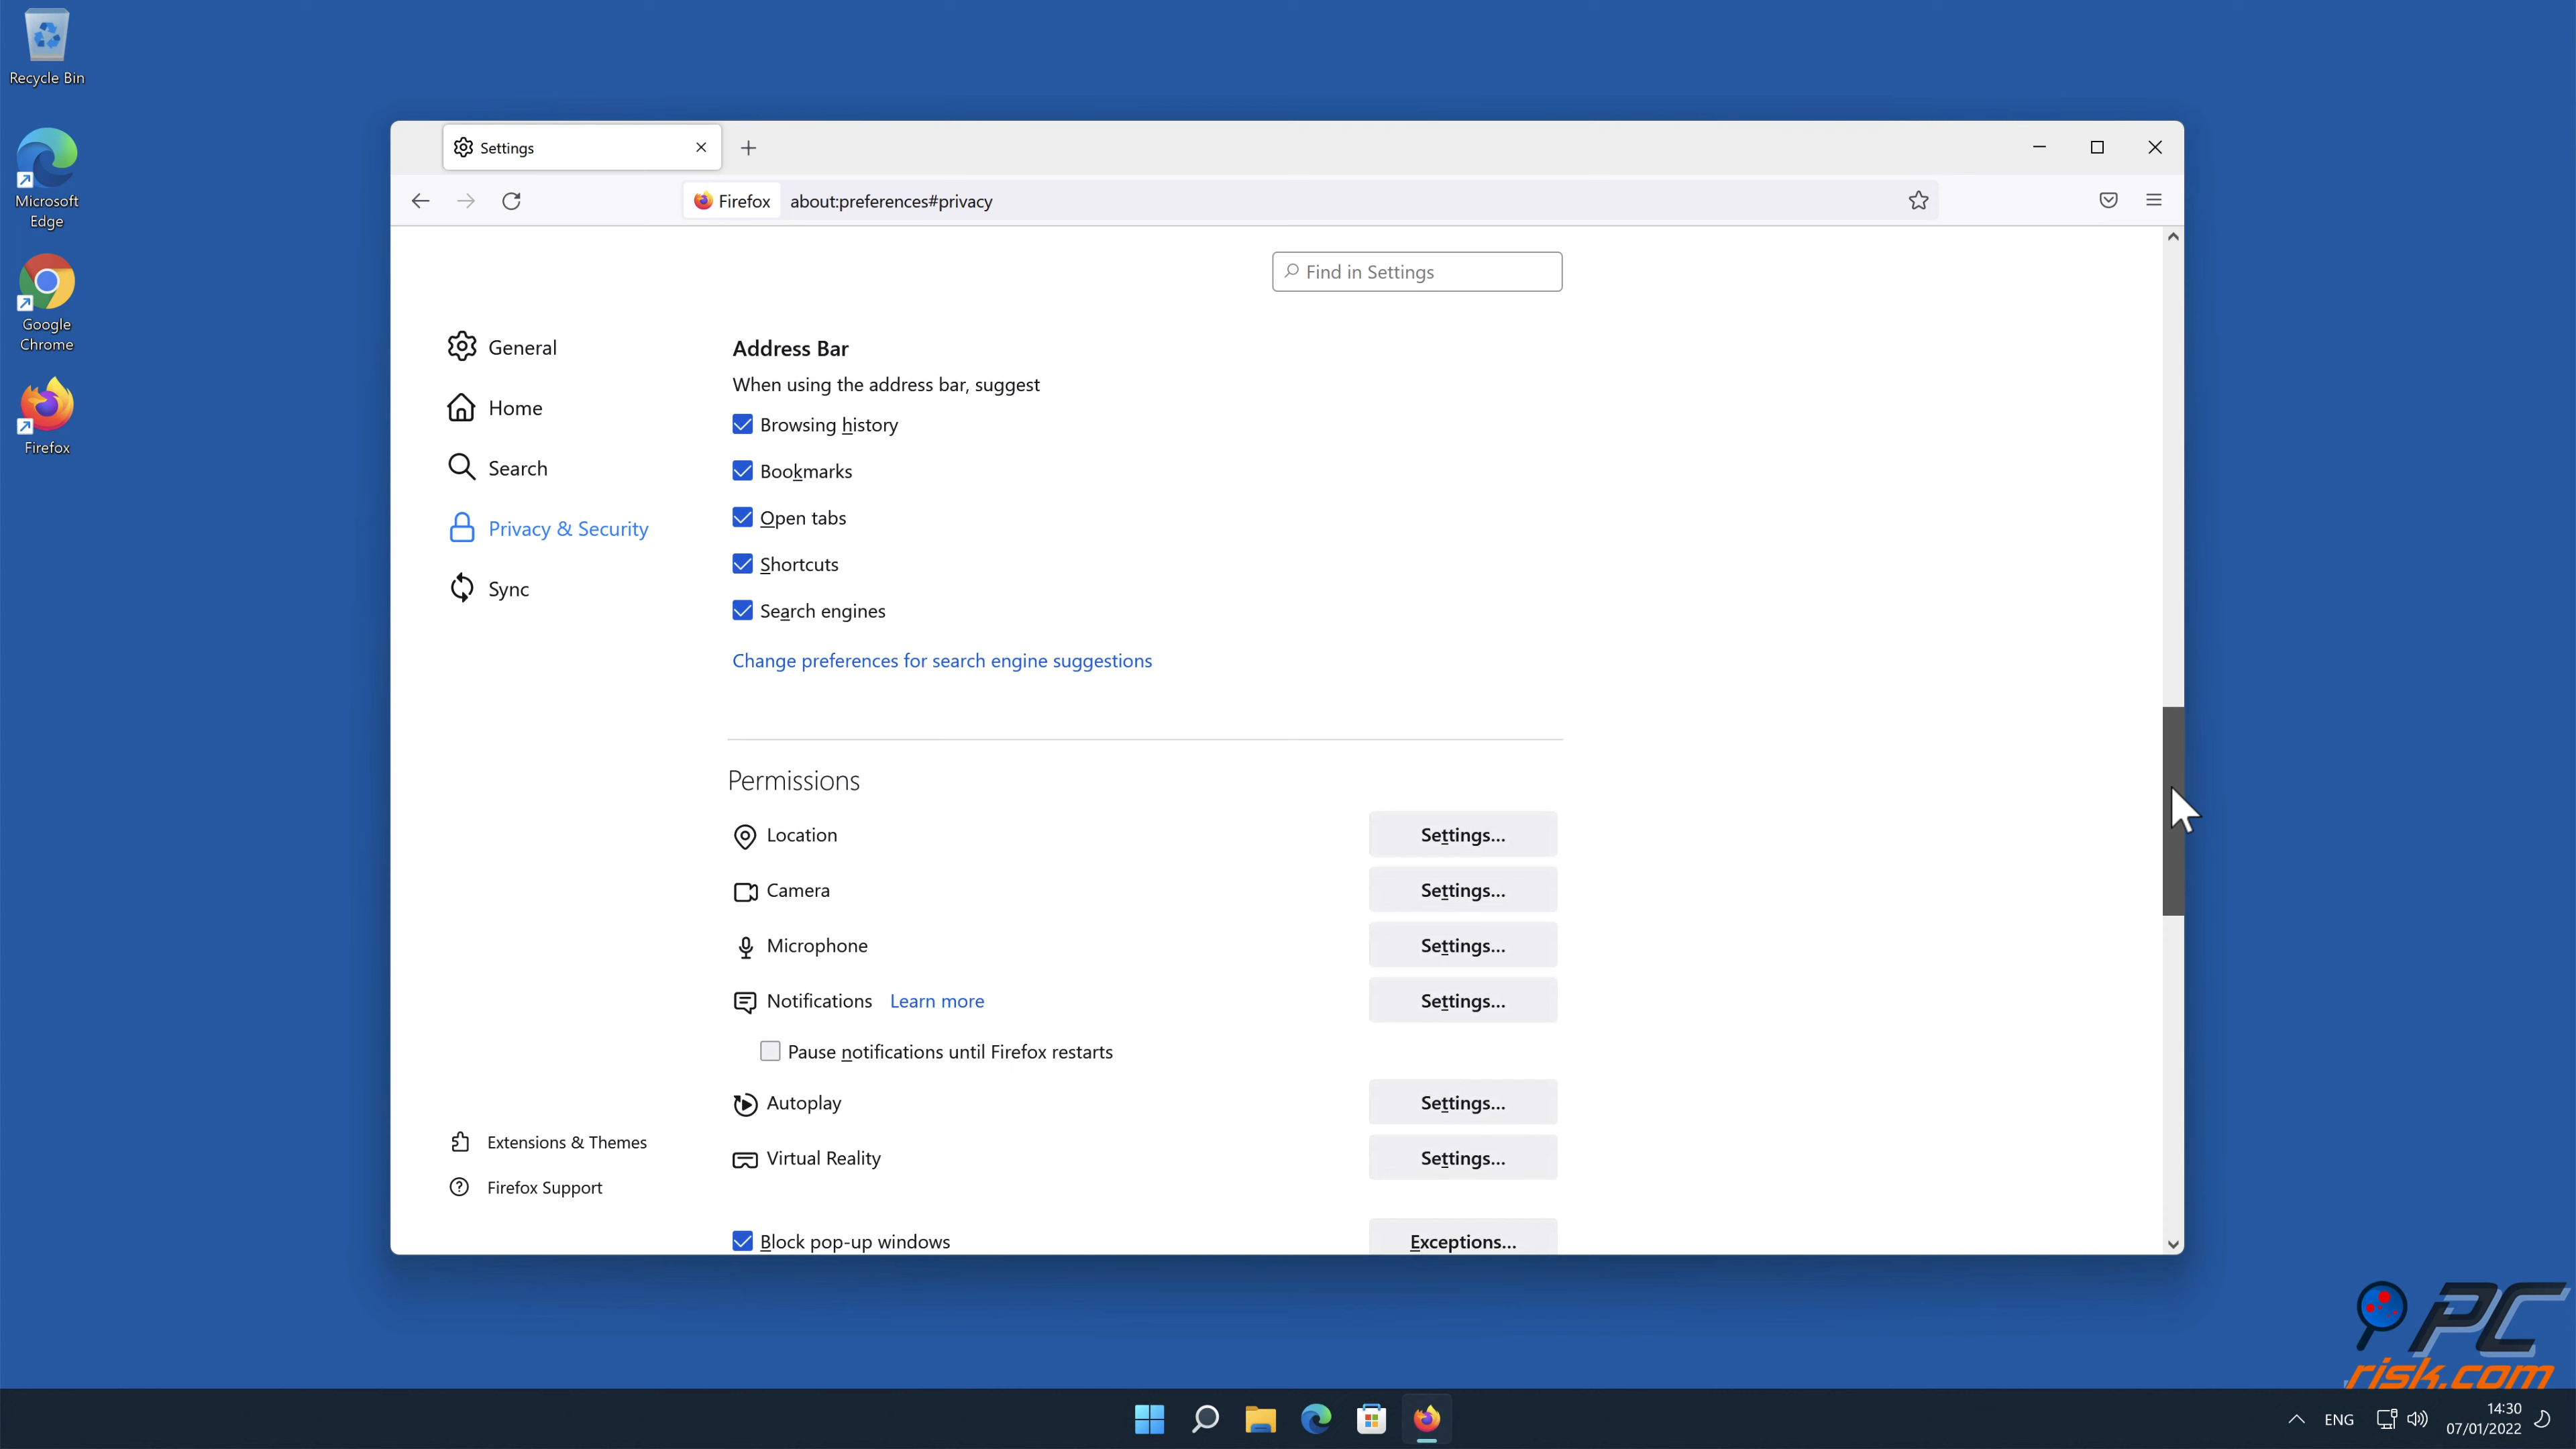 Recycle Bin
Microsoft
Edge
Google
Chrome
Firefox
Settings
Firefox
about:preferences#privacy
Find in Settings
General
Home
Search
Privacy & Security
Sync
Extensions & Themes
Firefox Support
Address Bar
When using the address bar, suggest
Browsing history
Bookmarks
Open tabs
Shortcuts
Search engines
Change preferences for search engine suggestions
Permissions
Location Settings...
Camera Settings...
Microphone Settings...
Notifications Learn more Settings...
Pause notifications until Firefox restarts
Autoplay Settings...
Virtual Reality Settings...
Block pop-up windows Exceptions...
PC
risk.com
ENG
14:30
07/01/2022